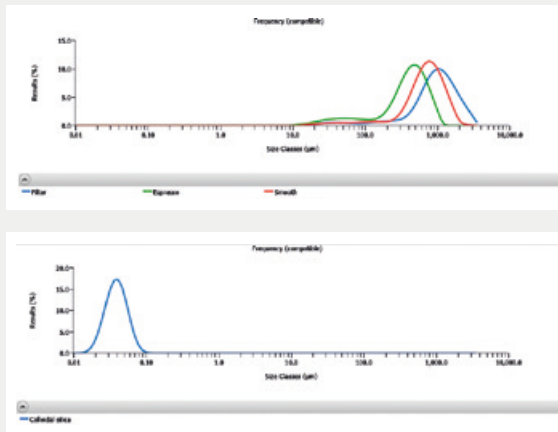 Frequency (compatible)
15.0
10.0
5.0
0.0
Results (%)
0.01 0.10 1.0 10.0 100.0 1,000.0 10,000.0
Size Classes (µm)
Filter Espresso Smooth
Frequency (compatible)
20.0
15.0
10.0
5.0
0.0
Results (%)
0.01 0.10 1.0 10.0 100.0 1,000.0 10,000.0
Size Classes (µm)
Colloidal silica